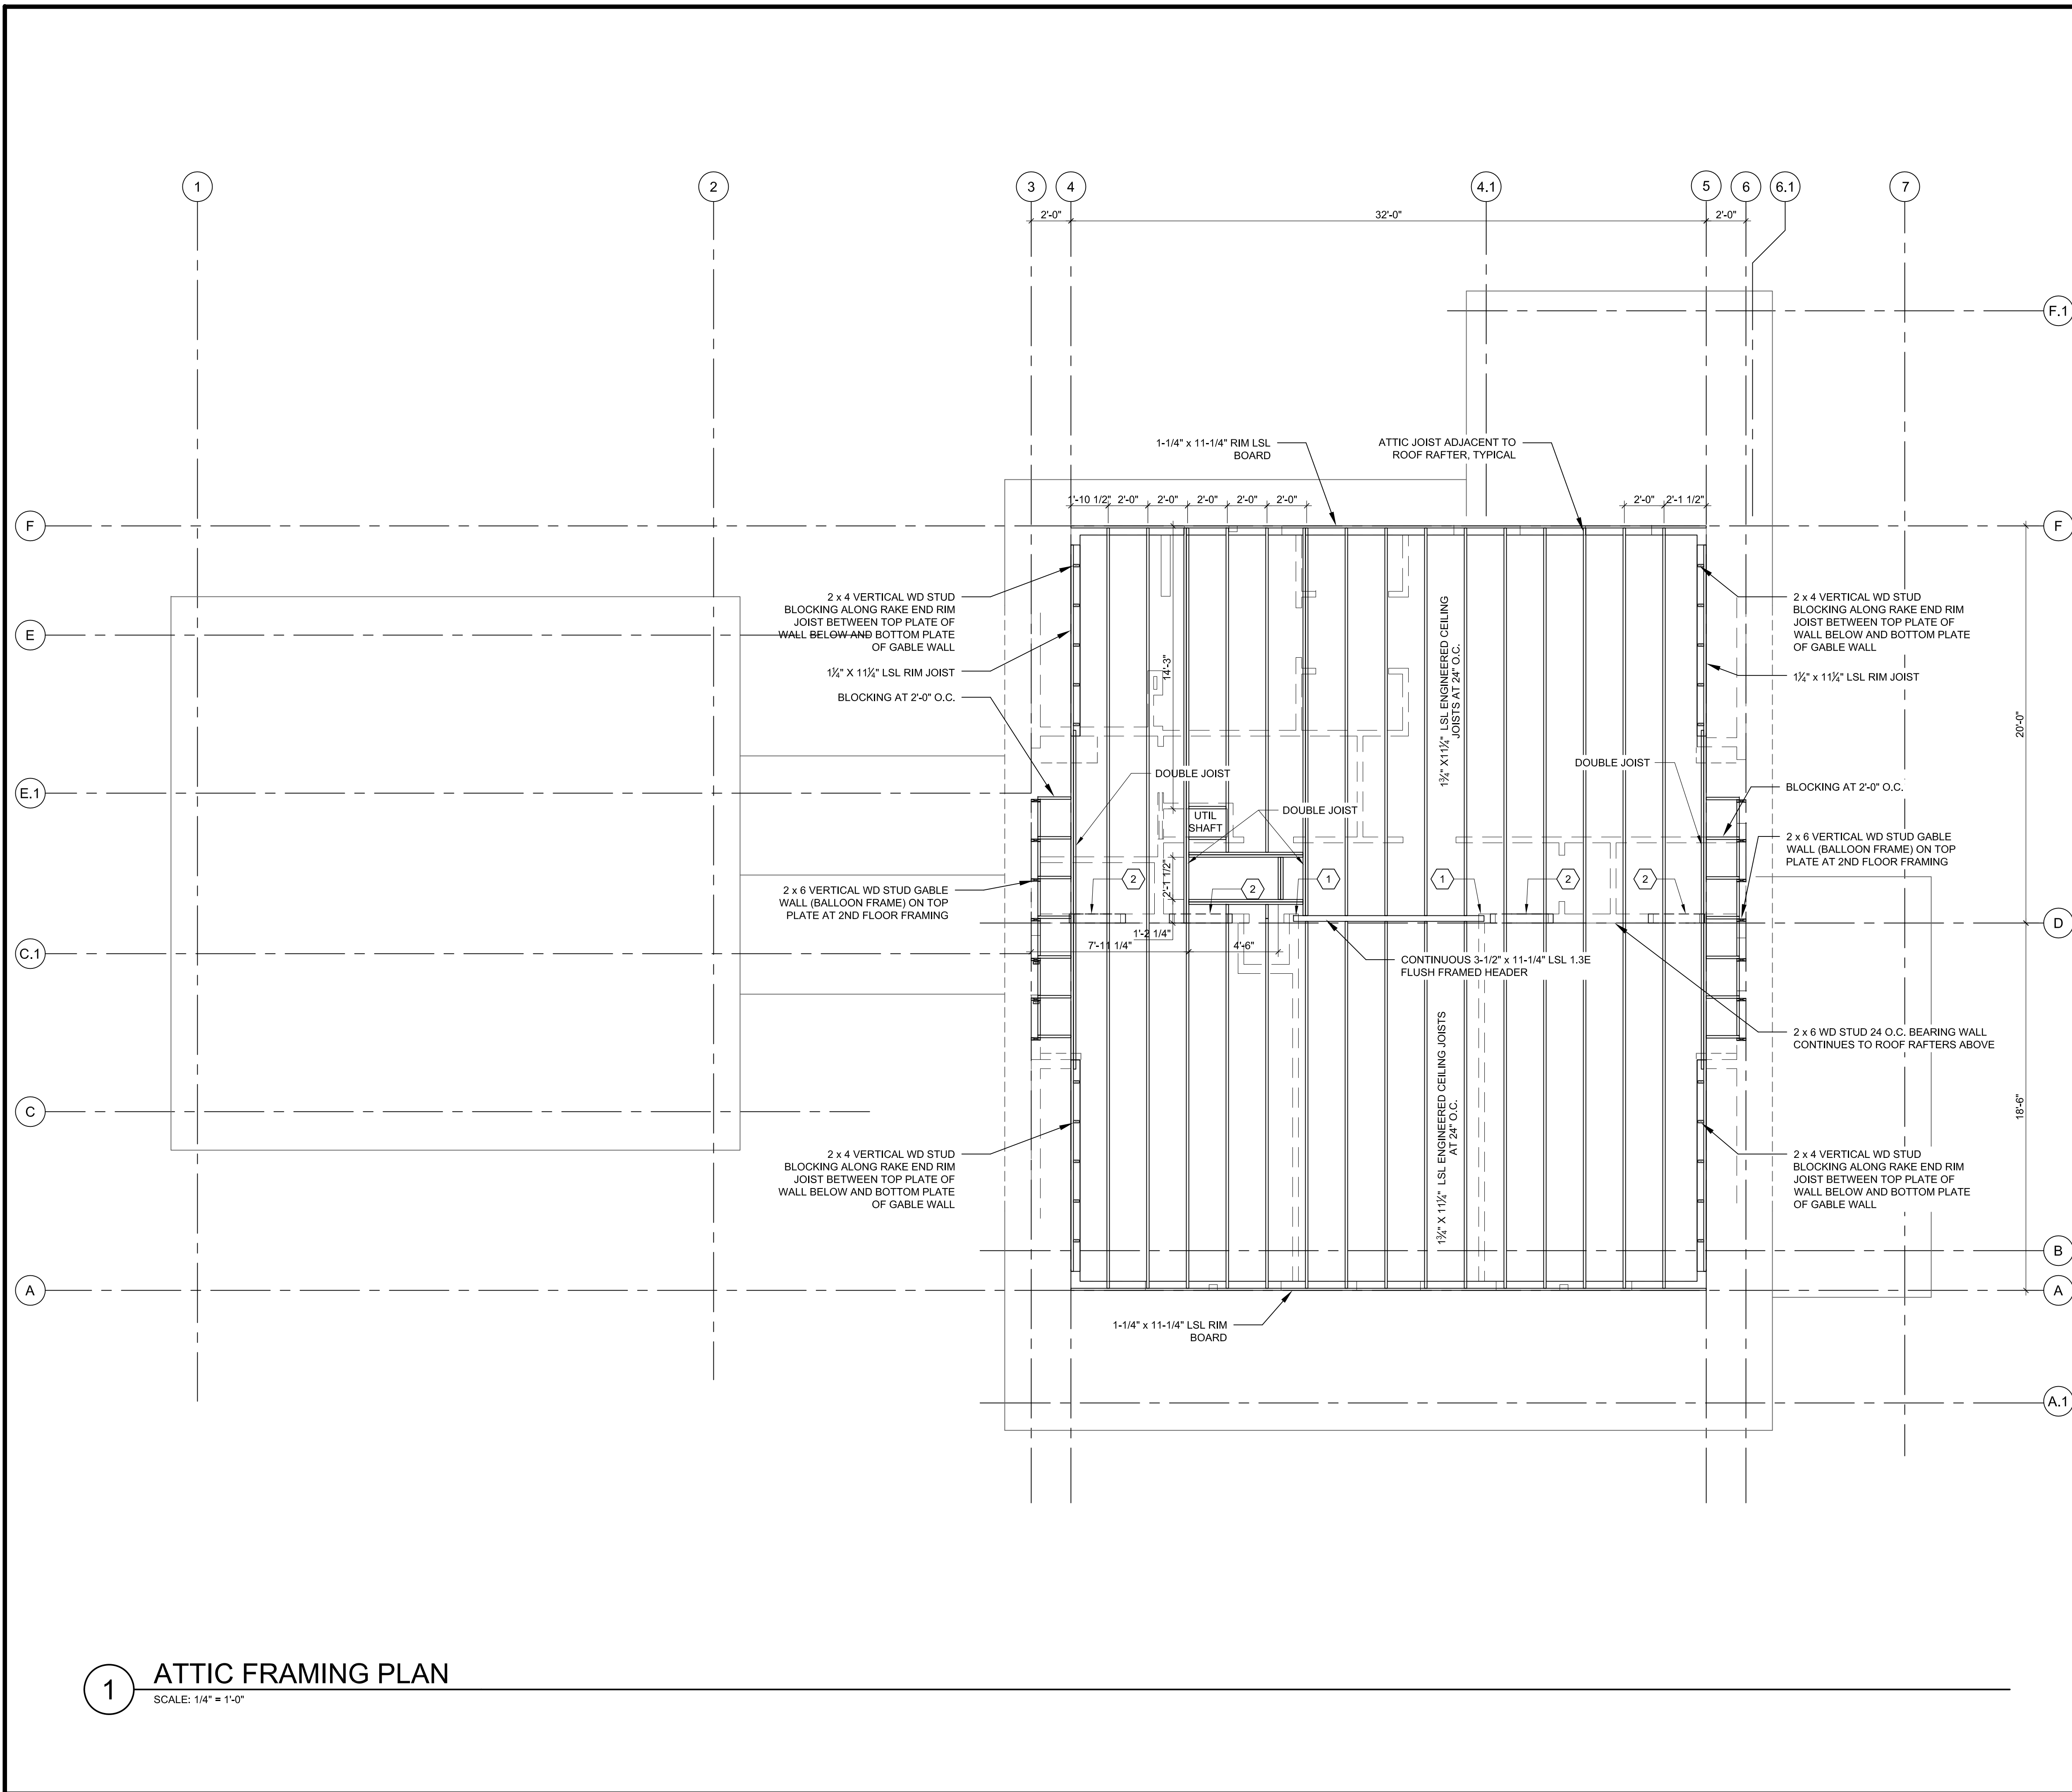 1
2
3
4
4.1
5
6
6.1
7
2'-0"
32'-0"
2'-0"
F.1
1-1/4" x 11-1/4" RIM LSL
BOARD
ATTIC JOIST ADJACENT TO
ROOF RAFTER, TYPICAL
1'-10 1/2"
2'-0"
2'-0"
2'-0"
2'-0"
2'-0"
2'-0"
2'-1 1/2"
F
F
2 x 4 VERTICAL WD STUD
BLOCKING ALONG RAKE END RIM
JOIST BETWEEN TOP PLATE OF
WALL BELOW AND BOTTOM PLATE
OF GABLE WALL
2 x 4 VERTICAL WD STUD
BLOCKING ALONG RAKE END RIM
JOIST BETWEEN TOP PLATE OF
WALL BELOW AND BOTTOM PLATE
OF GABLE WALL
E
1¼" X 11¼" LSL RIM JOIST
1¼" x 11¼" LSL RIM JOIST
BLOCKING AT 2'-0" O.C.
14'-3"
1¾" X11¼" LSL ENGINEERED CEILING
JOISTS AT 24" O.C.
20'-0"
DOUBLE JOIST
DOUBLE JOIST
E.1
BLOCKING AT 2'-0" O.C.
DOUBLE JOIST
UTIL
SHAFT
2 x 6 VERTICAL WD STUD GABLE
WALL (BALLOON FRAME) ON TOP
PLATE AT 2ND FLOOR FRAMING
2'-1 1/2"
2
2
1
1
2
2
2 x 6 VERTICAL WD STUD GABLE
WALL (BALLOON FRAME) ON TOP
PLATE AT 2ND FLOOR FRAMING
D
1'-2 1/4"
7'-11 1/4"
4'-6"
C.1
CONTINUOUS 3-1/2" x 11-1/4" LSL 1.3E
FLUSH FRAMED HEADER
2 x 6 WD STUD 24 O.C. BEARING WALL
CONTINUES TO ROOF RAFTERS ABOVE
1¾" X 11¼" LSL ENGINEERED CEILING JOISTS
AT 24" O.C.
18'-6"
C
2 x 4 VERTICAL WD STUD
BLOCKING ALONG RAKE END RIM
JOIST BETWEEN TOP PLATE OF
WALL BELOW AND BOTTOM PLATE
OF GABLE WALL
2 x 4 VERTICAL WD STUD
BLOCKING ALONG RAKE END RIM
JOIST BETWEEN TOP PLATE OF
WALL BELOW AND BOTTOM PLATE
OF GABLE WALL
B
A
A
1-1/4" x 11-1/4" LSL RIM
BOARD
A.1
1
ATTIC FRAMING PLAN
SCALE: 1/4" = 1'-0"